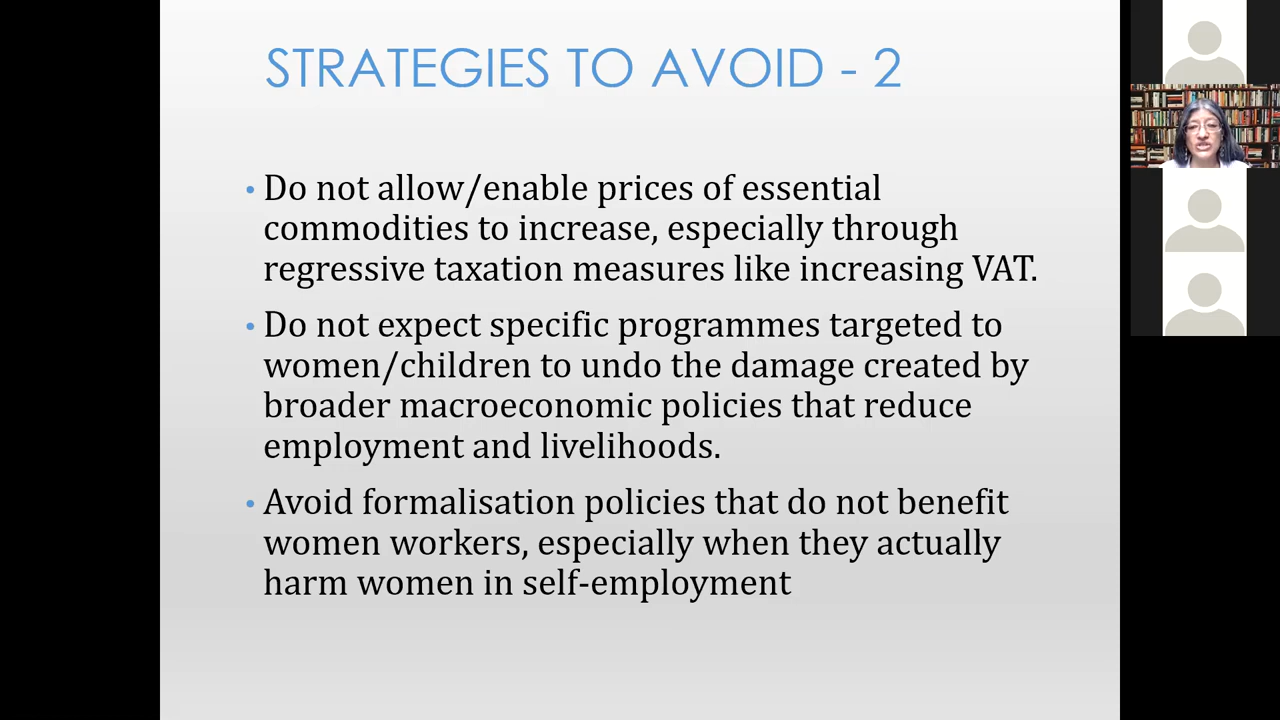 STRATEGIES TO AVOID - 2
• Do not allow/enable prices of essential
commodities to increase, especially through
regressive taxation measures like increasing VAT.
• Do not expect specific programmes targeted to
women/children to undo the damage created by
broader macroeconomic policies that reduce
employment and livelihoods.
• Avoid formalisation policies that do not benefit
women workers, especially when they actually
harm women in self-employment